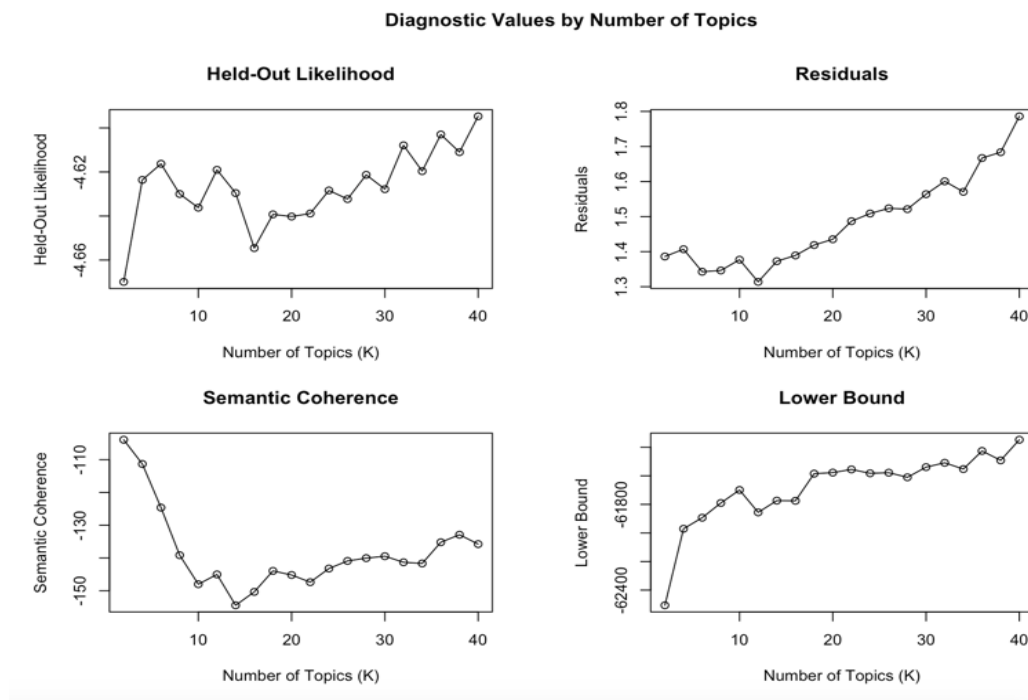 Diagnostic Values by Number of Topics
Held-Out Likelihood
Held-Out Likelihood
-4.62
-4.66
10 20 30 40
Number of Topics (K)
Residuals
Residuals
1.8
1.7
1.6
1.5
1.4
1.3
10 20 30 40
Number of Topics (K)
Semantic Coherence
Semantic Coherence
-110
-130
-150
10 20 30 40
Number of Topics (K)
Lower Bound
Lower Bound
-61800
-62400
10 20 30 40
Number of Topics (K)